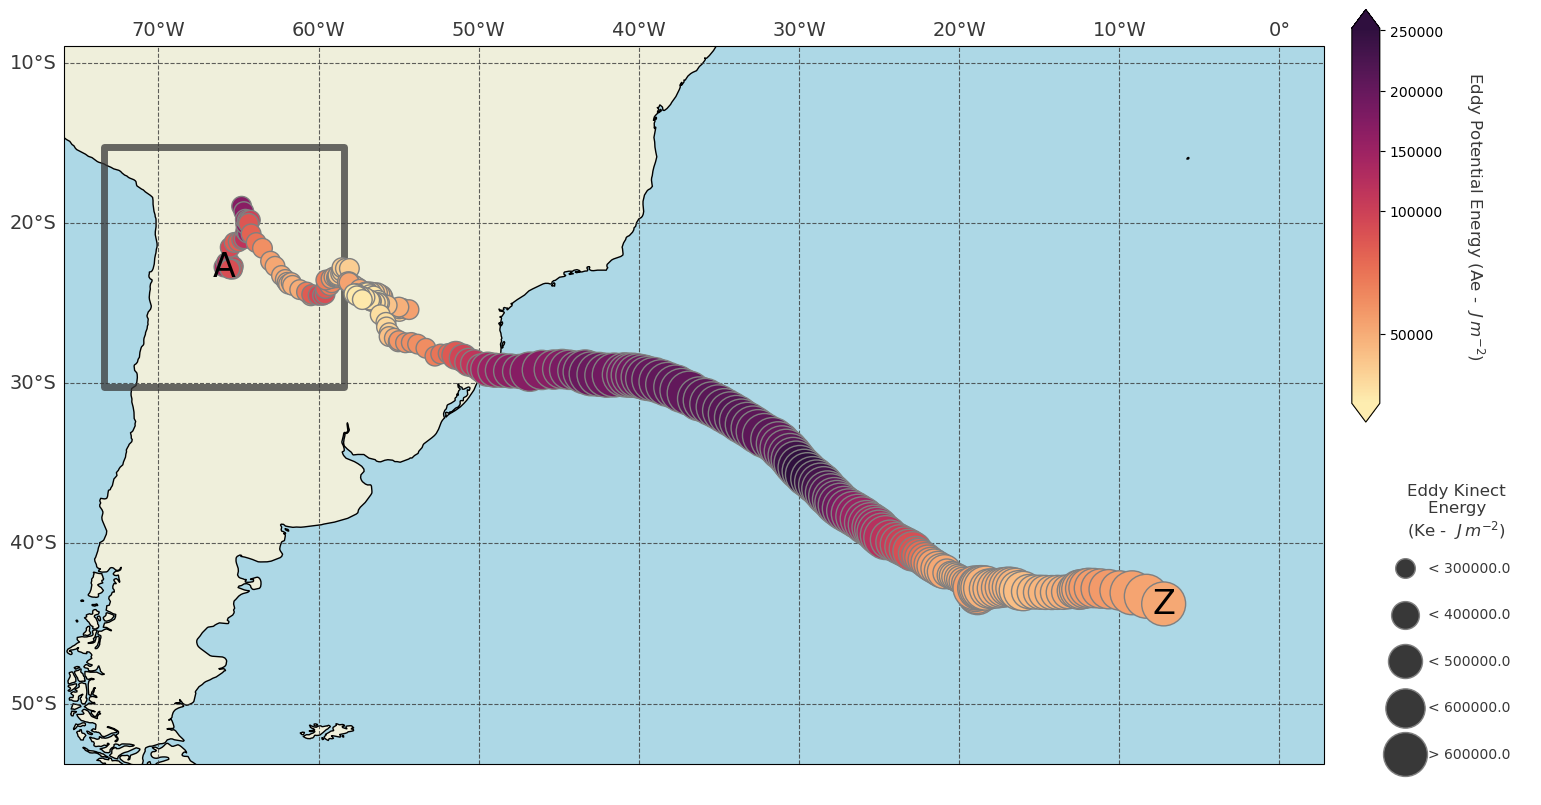 70°W 60°W 50°W 40°W 30°W 20°W 10°W 0°
10°S
20°S
30°S
40°S
50°S
A
Z
250000
200000
150000
100000
50000
Eddy Potential Energy (Ae - J m⁻²)
Eddy Kinect
Energy
(Ke - J m⁻²)
< 300000.0
< 400000.0
< 500000.0
< 600000.0
> 600000.0